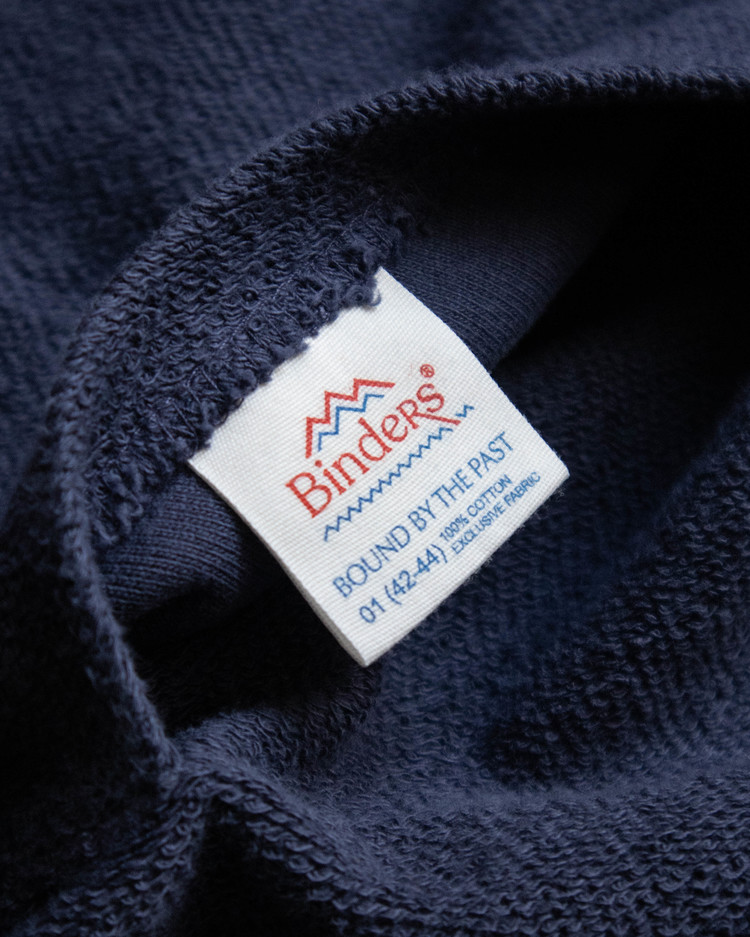 Binders®
BOUND BY THE PAST
01 (42-44) 100% COTTON
EXCLUSIVE FABRIC